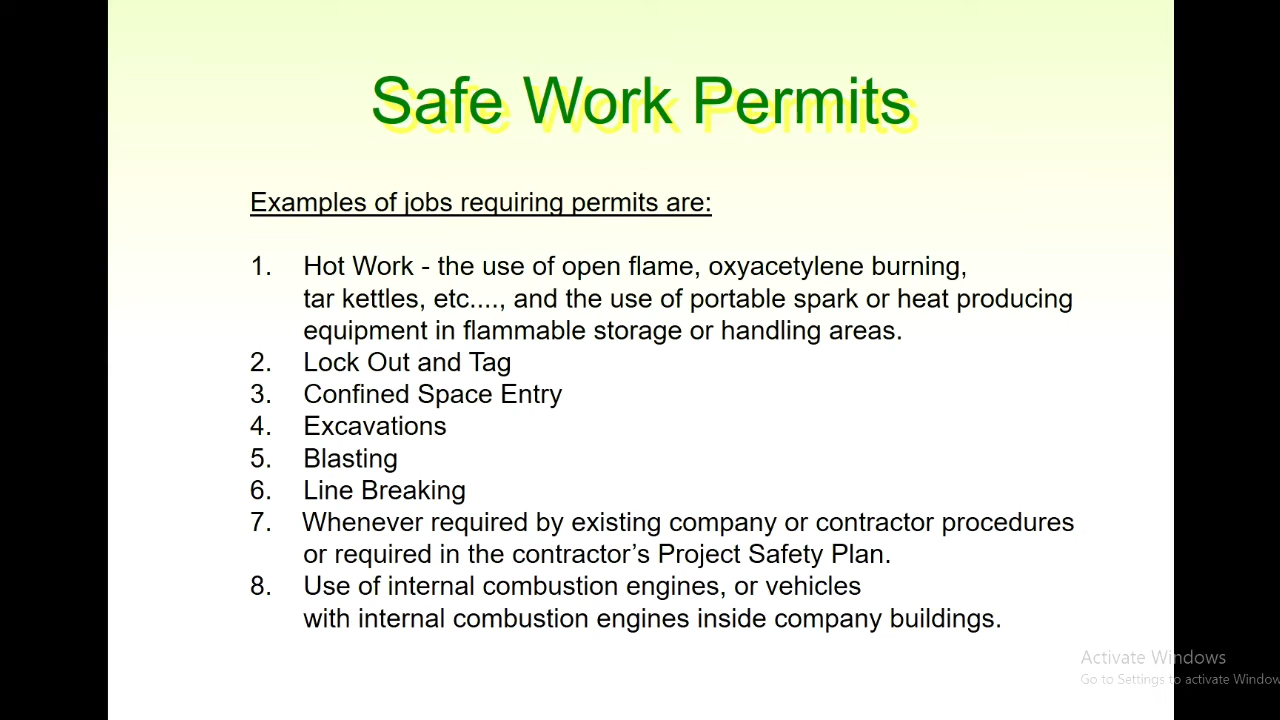 Safe Work Permits
Examples of jobs requiring permits are:
1. Hot Work - the use of open flame, oxyacetylene burning,
tar kettles, etc...., and the use of portable spark or heat producing
equipment in flammable storage or handling areas.
2. Lock Out and Tag
3. Confined Space Entry
4. Excavations
5. Blasting
6. Line Breaking
7. Whenever required by existing company or contractor procedures
or required in the contractor’s Project Safety Plan.
8. Use of internal combustion engines, or vehicles
with internal combustion engines inside company buildings.
Activate Windows
Go to Settings to activate Window